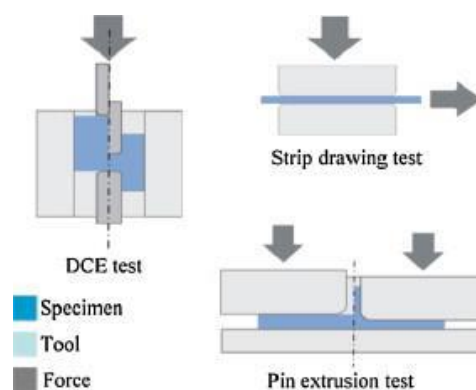 Strip drawing test
DCE test
Specimen
Tool
Force
Pin extrusion test